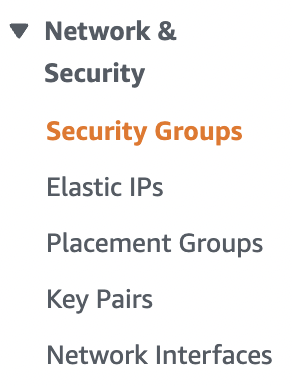 Network &
Security
Security Groups
Elastic IPs
Placement Groups
Key Pairs
Network Interfaces